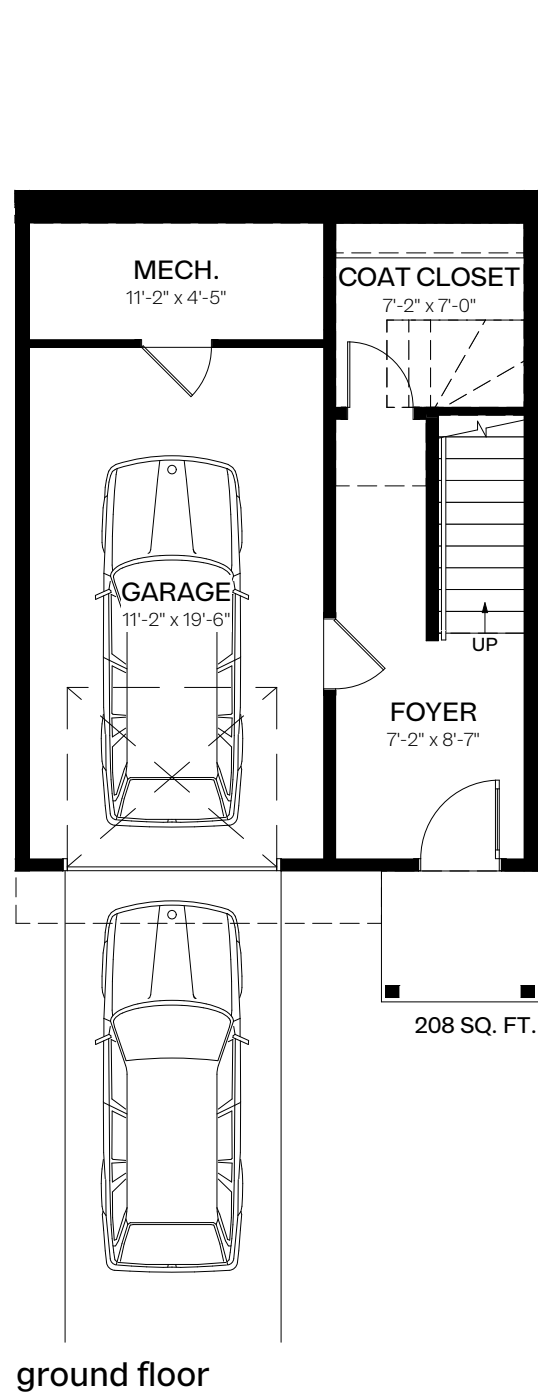 MECH.
11'-2" x 4'-5"
COAT CLOSET
7'-2" x 7'-0"
GARAGE
11'-2" x 19'-6"
UP
FOYER
7'-2" x 8'-7"
208 SQ. FT.
ground floor